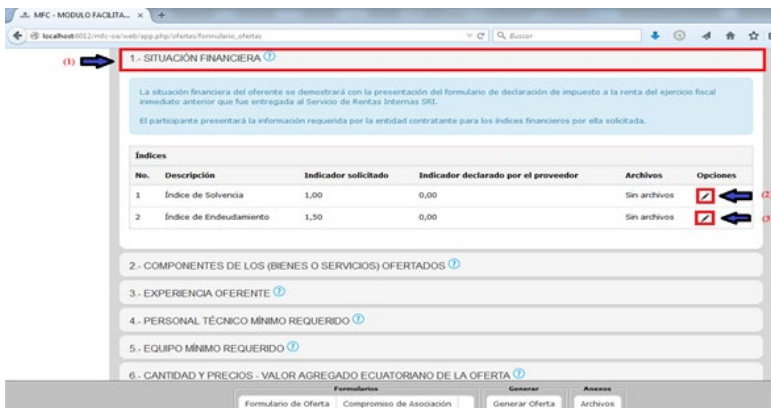 MFC - MODULO FACILITA... × +
localhost:8012/mfc-oa/web/app.php/ofertas/formulario_ofertas Buscar
(1) 1.- SITUACIÓN FINANCIERA ?
La situación financiera del oferente se demostrará con la presentación del formulario de declaración de impuesto a la renta del ejercicio fiscal
inmediato anterior que fue entregada al Servicio de Rentas Internas SRI.
El participante presentará la información requerida por la entidad contratante para los índices financieros por ella solicitada.
Índices
No. Descripción Indicador solicitado Indicador declarado por el proveedor Archivos Opciones
1 Índice de Solvencia 1,00 0,00 Sin archivos (2)
2 Índice de Endeudamiento 1,50 0,00 Sin archivos (3)
2.- COMPONENTES DE LOS (BIENES O SERVICIOS) OFERTADOS ?
3.- EXPERIENCIA OFERENTE ?
4.- PERSONAL TÉCNICO MÍNIMO REQUERIDO ?
5.- EQUIPO MÍNIMO REQUERIDO ?
6.- CANTIDAD Y PRECIOS - VALOR AGREGADO ECUATORIANO DE LA OFERTA ?
Formularios Generar Anexos
Formulario de Oferta Compromiso de Asociación Generar Oferta Archivos